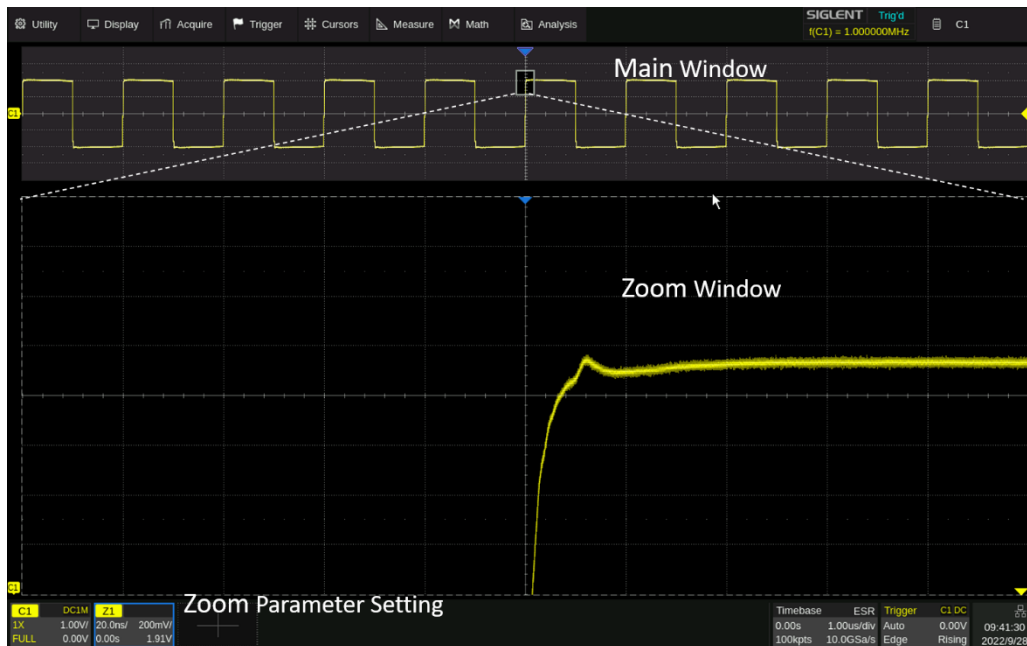 Utility Display Acquire Trigger Cursors Measure Math Analysis
SIGLENT Trig'd
f(C1) = 1.000000MHz
C1
Main Window
C1
Zoom Window
C1
Zoom Parameter Setting
C1 DC1M
1X 1.00V/
FULL 0.00V
Z1
20.0ns/ 200mV/
0.00s 1.91V
Timebase ESR
0.00s 1.00us/div
100kpts 10.0GSa/s
Trigger C1 DC
Auto 0.00V
Edge Rising
09:41:30
2022/9/28